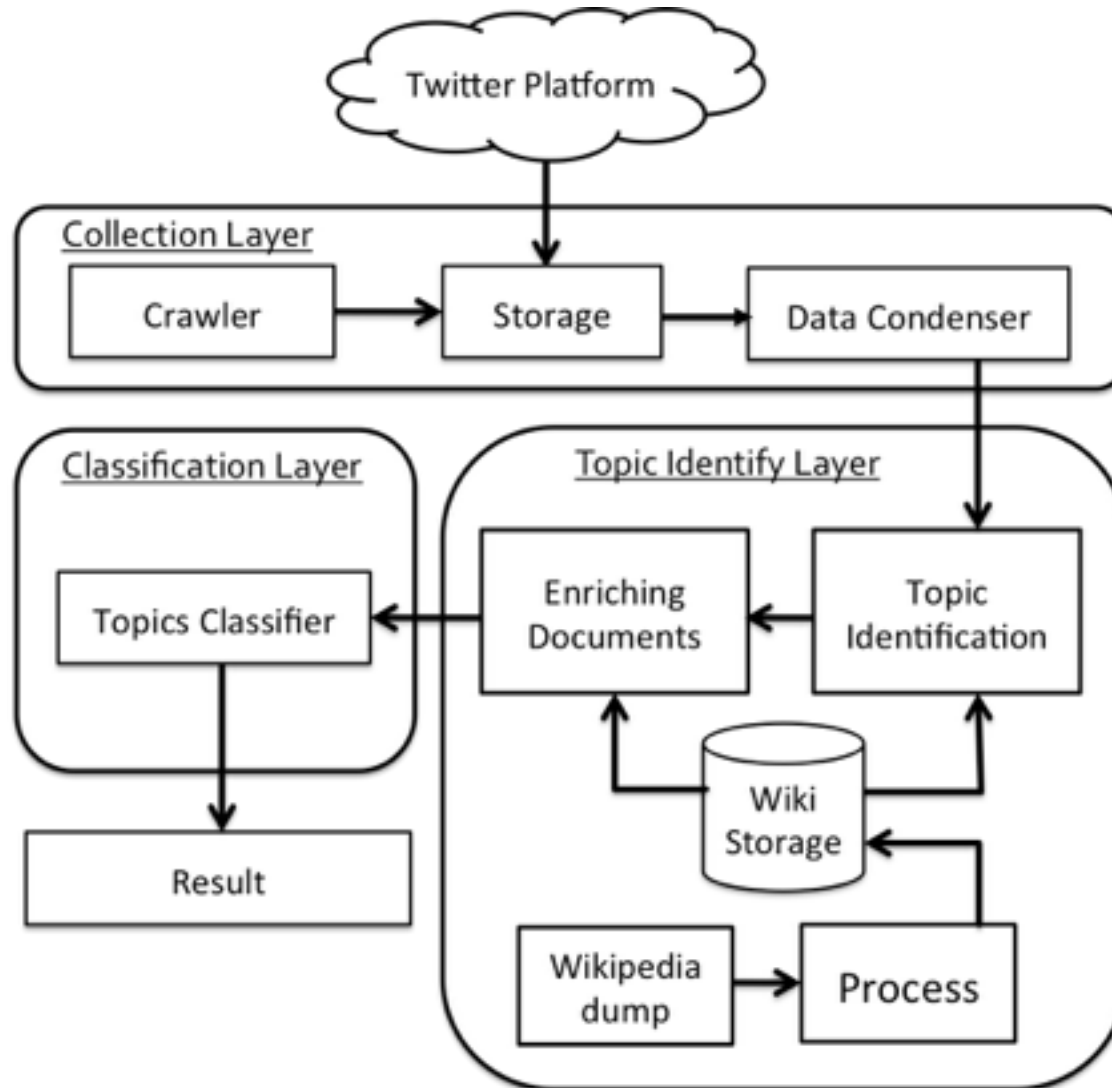 Twitter Platform
Collection Layer
Crawler
Storage
Data Condenser
Classification Layer
Topics Classifier
Result
Topic Identify Layer
Enriching
Documents
Topic
Identification
Wiki
Storage
Wikipedia
dump
Process